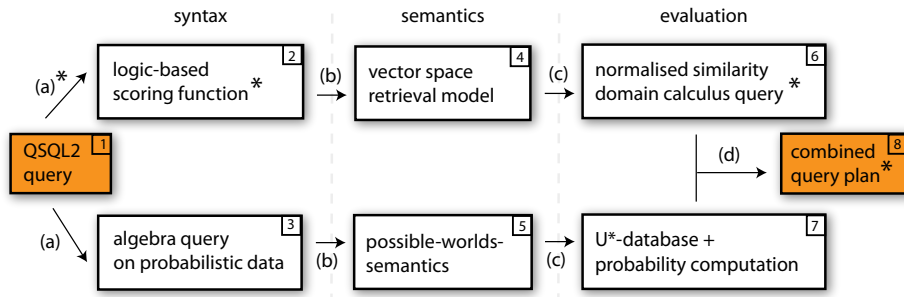 syntax
semantics
evaluation
(a)*
2
logic-based
scoring function*
(b)
4
vector space
retrieval model
(c)
6
normalised similarity
domain calculus query *
1
QSQL2
query
(d)
8
combined
query plan*
(a)
3
algebra query
on probabilistic data
(b)
5
possible-worlds-
semantics
(c)
7
U*-database +
probability computation